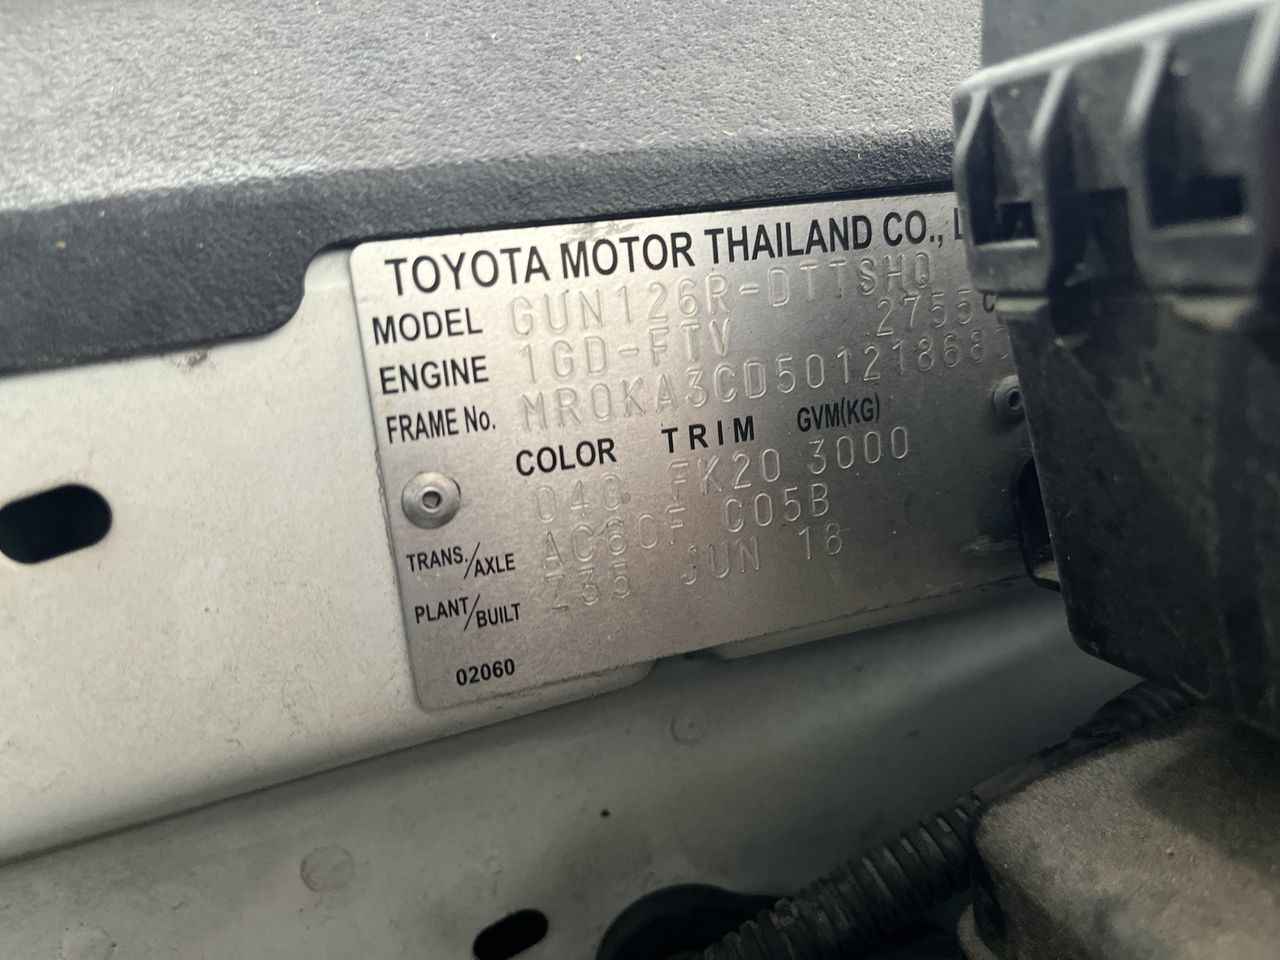 TOYOTA MOTOR THAILAND CO., L
MODEL GUN126R-DTTSHQ
ENGINE 1GD-FTV 2755 C
FRAME No. MR0KA3CD50121868
COLOR TRIM GVM(KG)
040 FK20 3000
TRANS./AXLE AC60F C05B
PLANT/BUILT Z35 JUN 18
02060